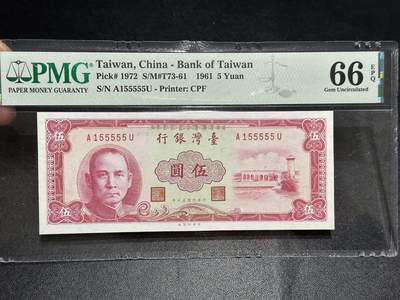 PMG
PAPER MONEY GUARANTY
Taiwan, China - Bank of Taiwan
Pick# 1972 S/M#T73-61 1961 5 Yuan
S/N A155555U - Printer: CPF
66 EPQ
Gem Uncirculated
A155555U
A155555U
伍
伍
行銀灣臺
圓伍
伍
伍